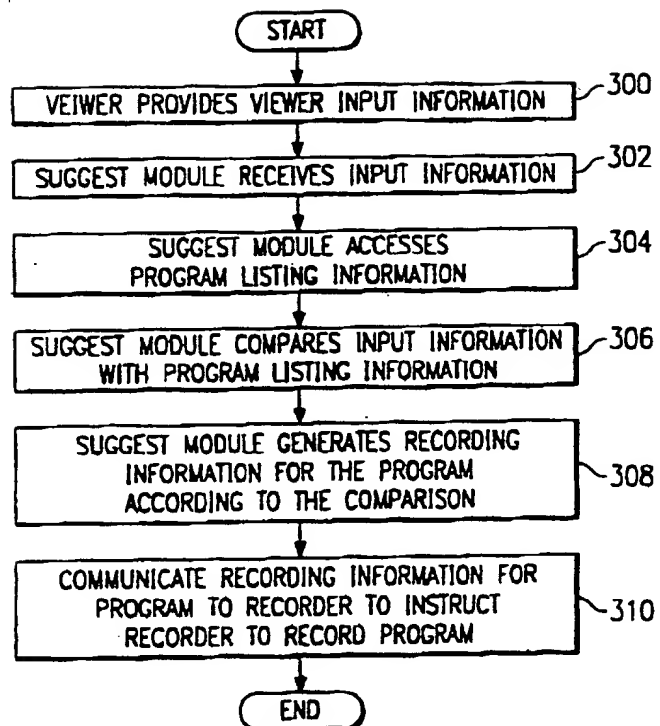 START
VEIWER PROVIDES VIEWER INPUT INFORMATION
300
SUGGEST MODULE RECEIVES INPUT INFORMATION
302
SUGGEST MODULE ACCESSES
PROGRAM LISTING INFORMATION
304
SUGGEST MODULE COMPARES INPUT INFORMATION
WITH PROGRAM LISTING INFORMATION
306
SUGGEST MODULE GENERATES RECORDING
INFORMATION FOR THE PROGRAM
ACCORDING TO THE COMPARISON
308
COMMUNICATE RECORDING INFORMATION FOR
PROGRAM TO RECORDER TO INSTRUCT
RECORDER TO RECORD PROGRAM
310
END